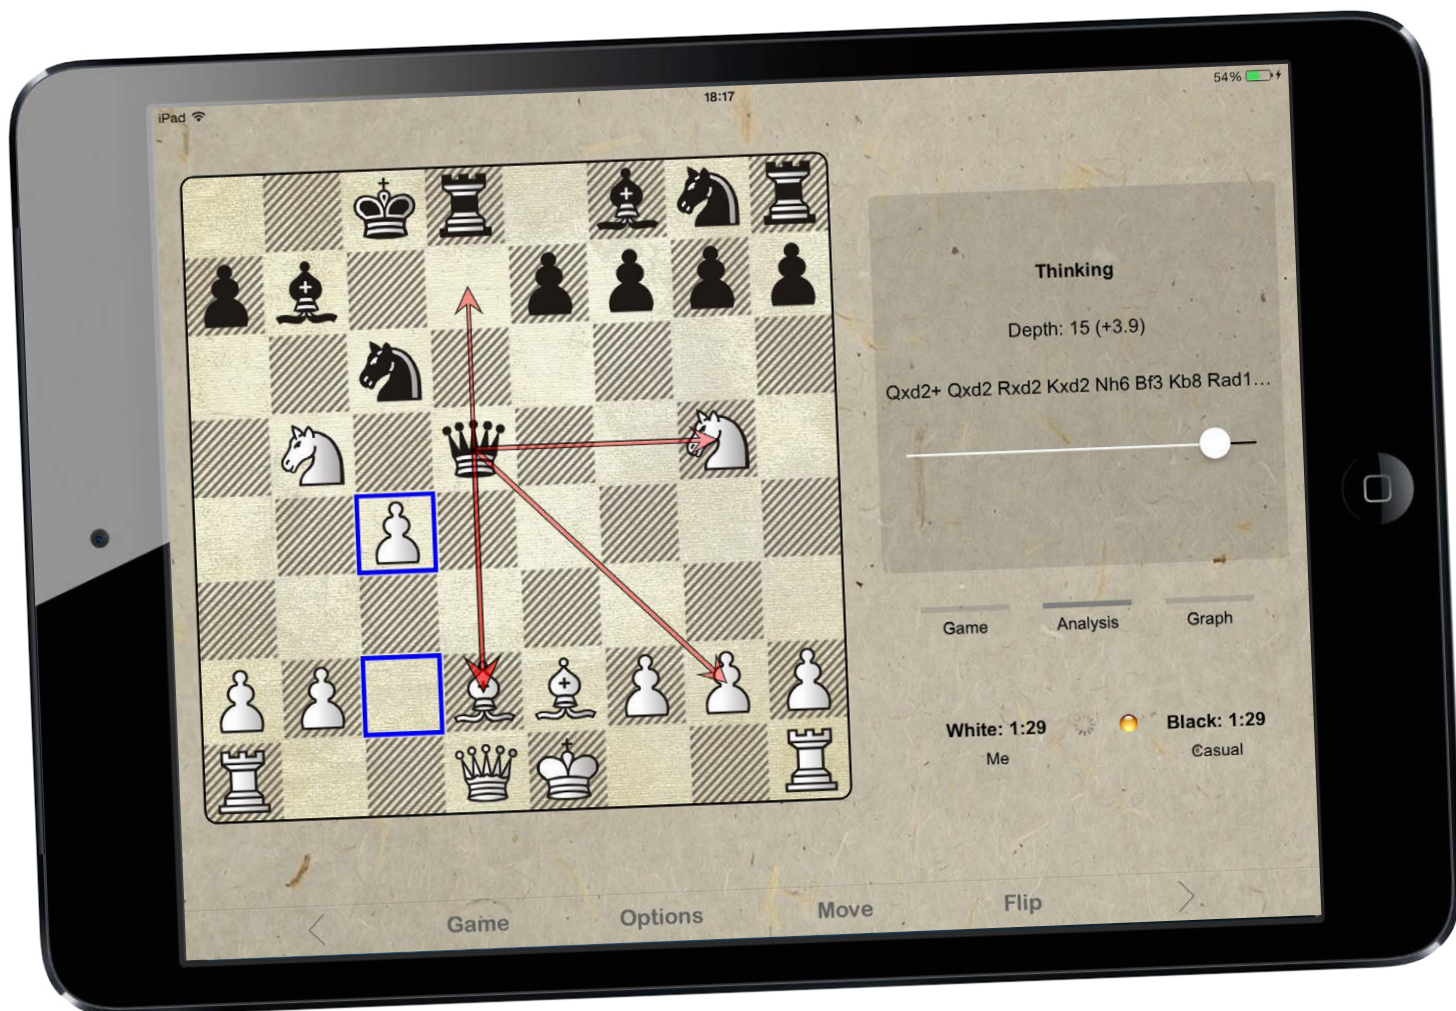 iPad
18:17
54%
Thinking
Depth: 15 (+3.9)
Qxd2+ Qxd2 Rxd2 Kxd2 Nh6 Bf3 Kb8 Rad1…
Game
Analysis
Graph
White: 1:29
Me
Black: 1:29
Casual
Game
Options
Move
Flip